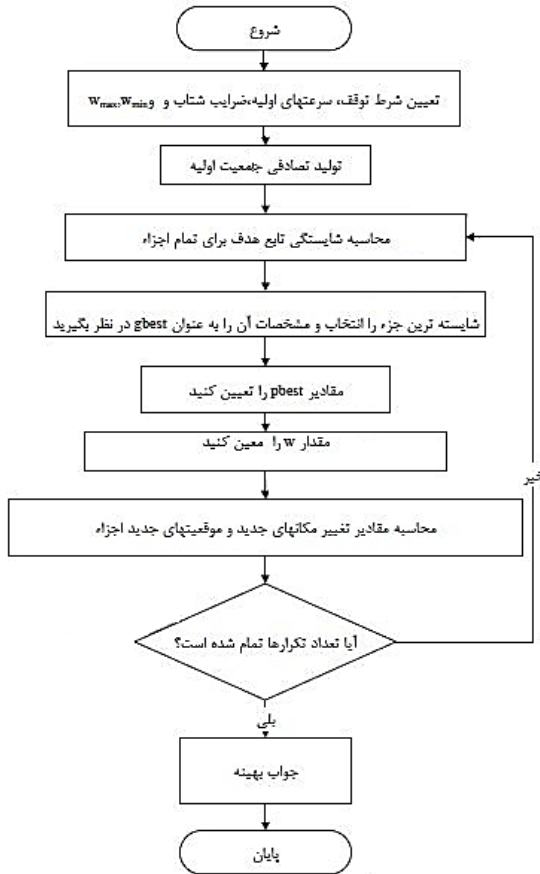 شروع
تعیین شرط توقف، سرعتهای اولیه،ضرایب شتاب و وwmax,wmin
تولید تصادفی جمعیت اولیه
محاسبه شایستگی تابع هدف برای تمام اجزاء
شایسته ترین جزء را انتخاب و مشخصات آن را به عنوان gbest در نظر بگیرید
مقادیر pbest را تعیین کنید
مقدار w را معین کنید
محاسبه مقادیر تغییر مکانهای جدید و موقعیتهای جدید اجزاء
آیا تعداد تکرارها تمام شده است؟
خیر
بلی
جواب بهینه
پایان